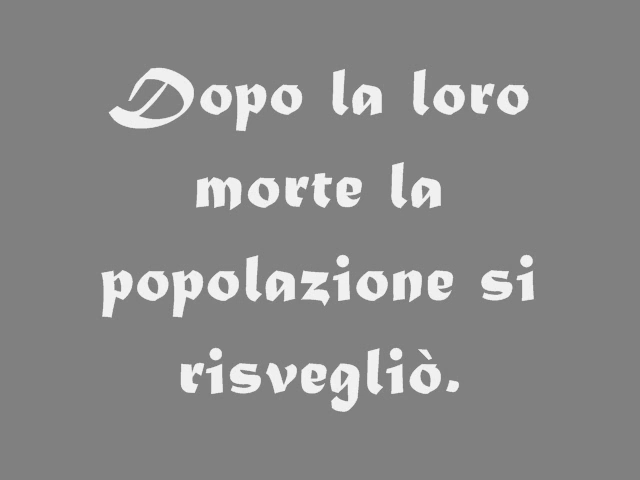 Dopo la loro
morte la
popolazione si
risvegliò.